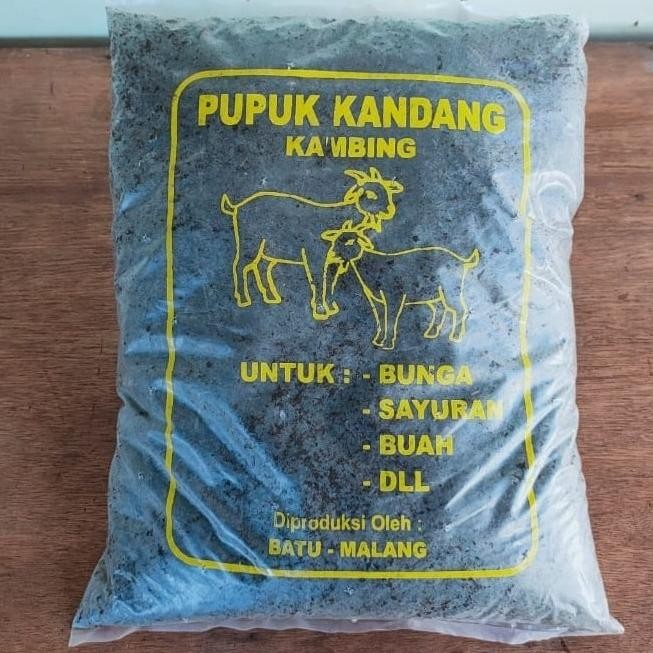 PUPUK KANDANG
KAMBING
UNTUK : - BUNGA
- SAYURAN
- BUAH
- DLL
Diproduksi Oleh :
BATU - MALANG